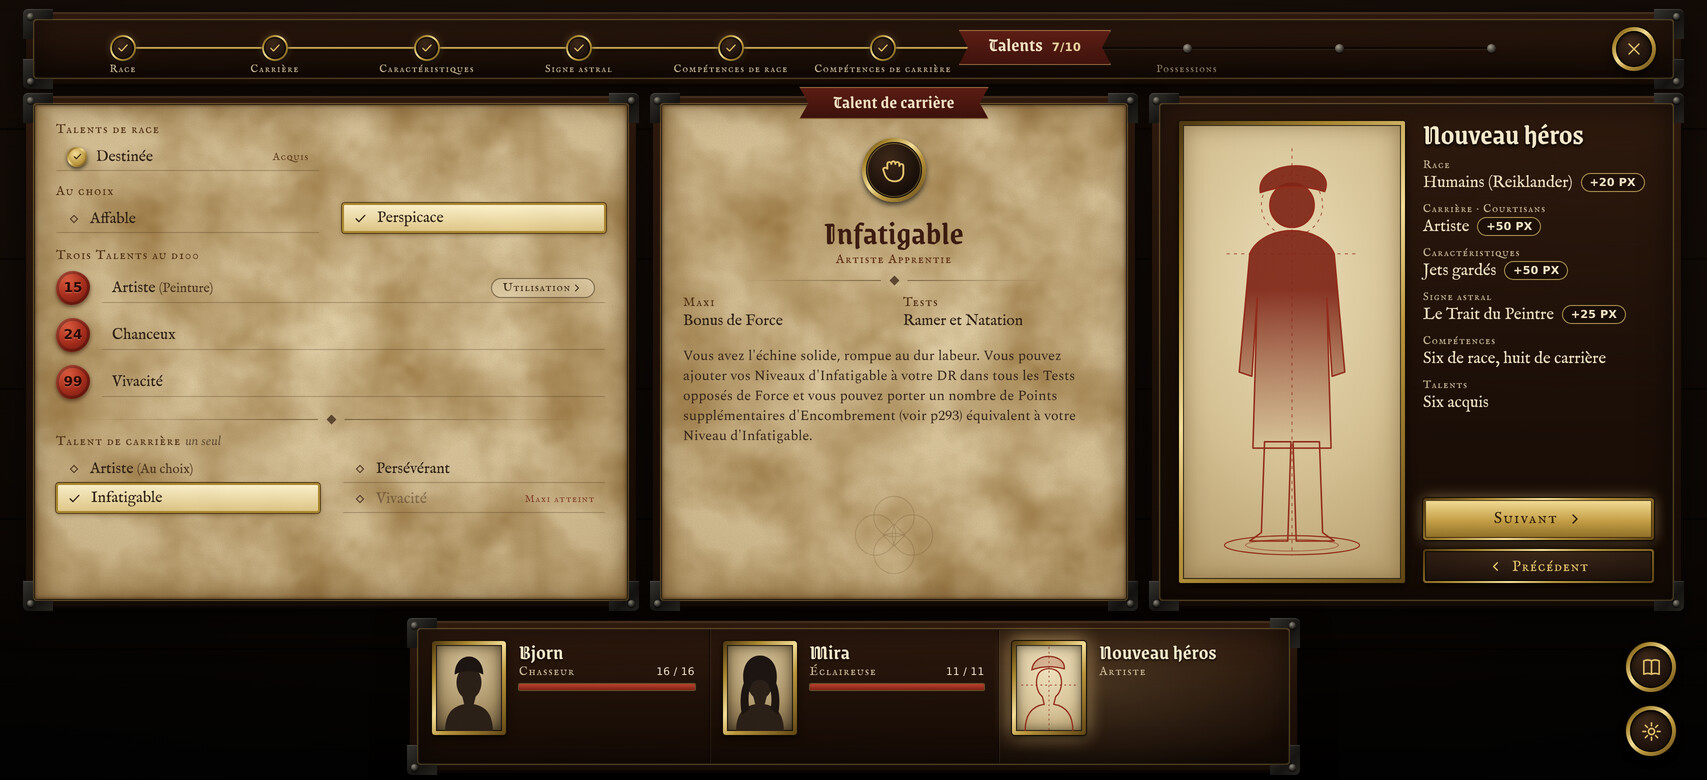 Race
Carrière
Caractéristiques
Signe astral
Compétences de race
Compétences de carrière
Talents 7/10
Possessions
Talents de race
Destinée
Acquis
Au choix
Affable
Perspicace
Trois Talents au d100
15 Artiste (Peinture)
Utilisation
24 Chanceux
99 Vivacité
Talent de carrière un seul
Artiste (Au choix)
Persévérant
Infatigable
Vivacité
Maxi atteint
Talent de carrière
Infatigable
Artiste Apprentie
Maxi
Bonus de Force
Tests
Ramer et Natation
Vous avez l'échine solide, rompue au dur labeur. Vous pouvez
ajouter vos Niveaux d'Infatigable à votre DR dans tous les Tests
opposés de Force et vous pouvez porter un nombre de Points
supplémentaires d'Encombrement (voir p293) équivalent à votre
Niveau d'Infatigable.
Nouveau héros
Race
Humains (Reiklander) +20 PX
Carrière · Courtisans
Artiste +50 PX
Caractéristiques
Jets gardés +50 PX
Signe astral
Le Trait du Peintre +25 PX
Compétences
Six de race, huit de carrière
Talents
Six acquis
Suivant
Précédent
Bjorn
Chasseur 16 / 16
Mira
Éclaireuse 11 / 11
Nouveau héros
Artiste